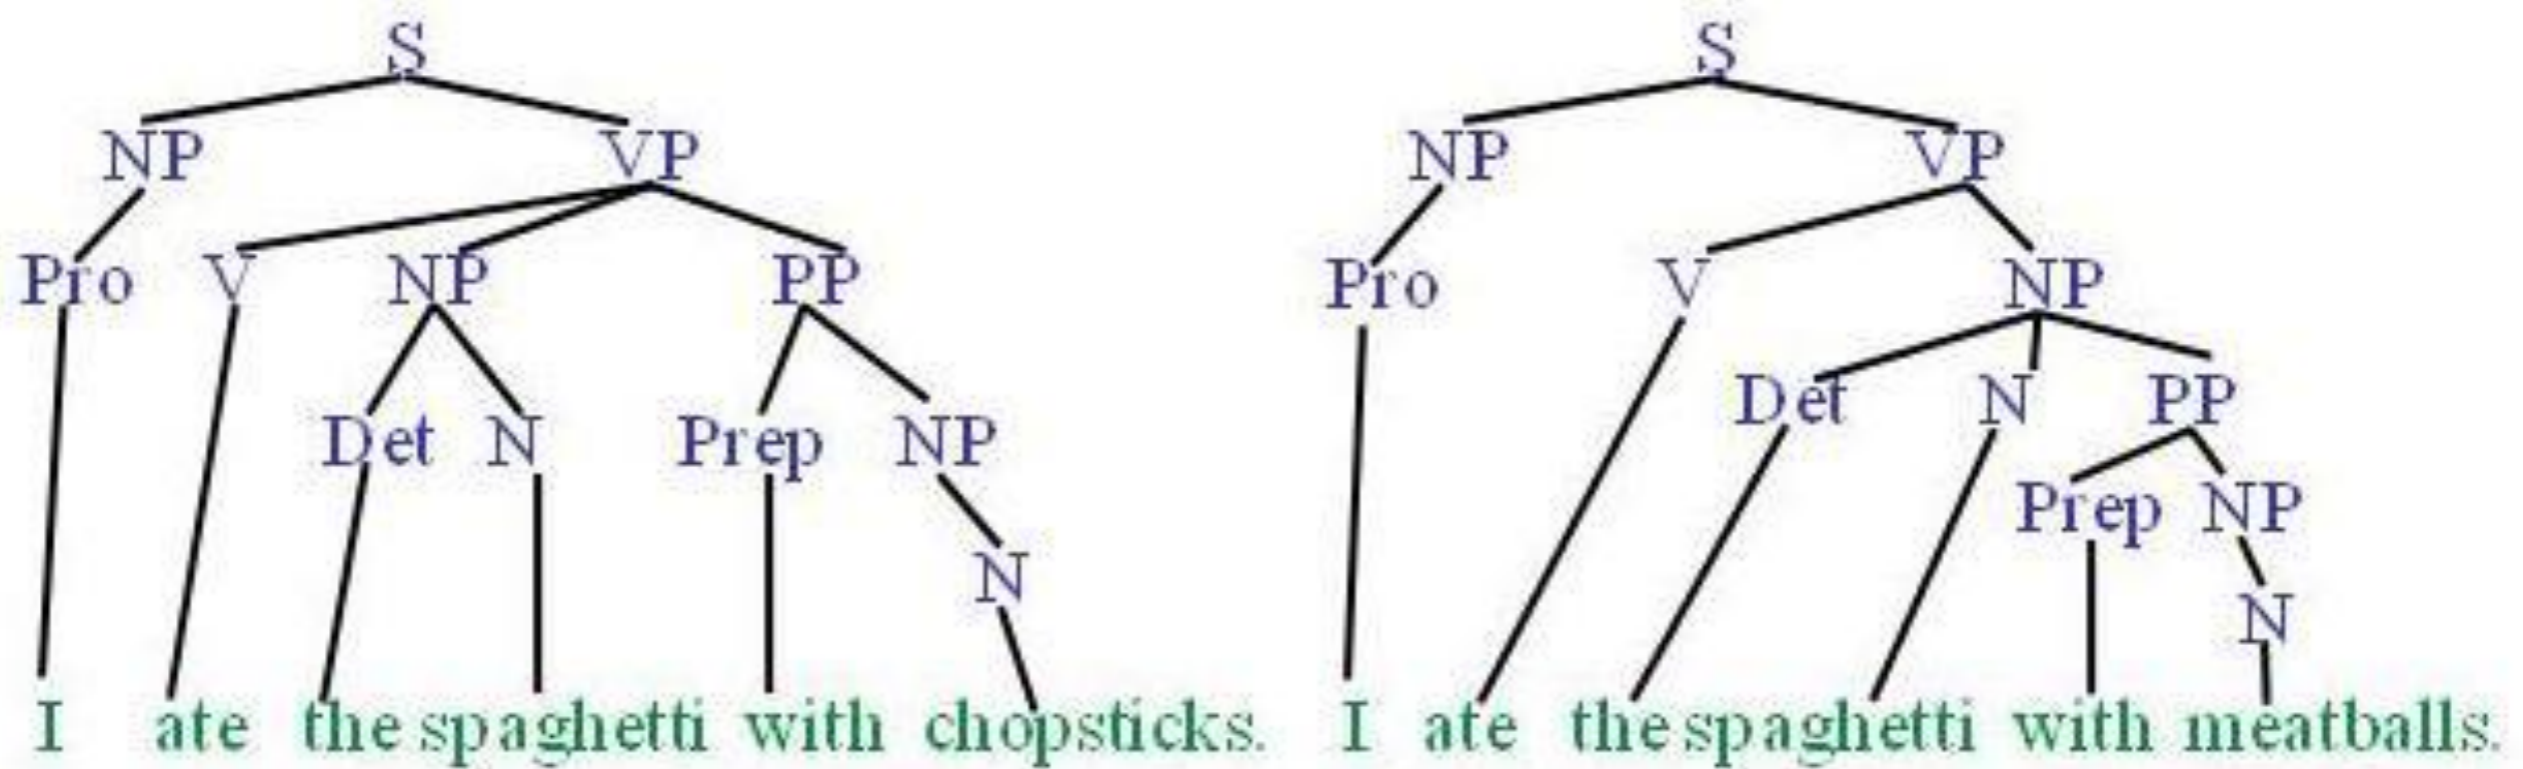 S S
NP VP NP VP
Pro V NP PP Pro V NP
Det N PP
Det N Prep NP
Prep NP
N
N
I ate the spaghetti with chopsticks. I ate the spaghetti with meatballs.